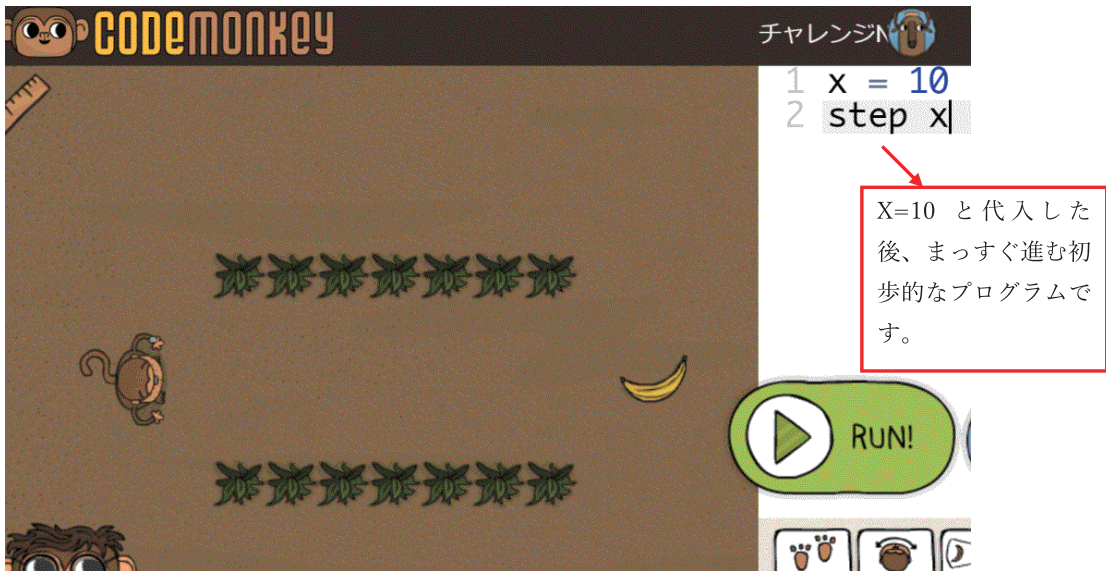 CODEMONKEY
チャレンジN
1 x = 10
2 step x
X=10 と代入した
後、まっすぐ進む初
歩的なプログラムで
す。
RUN!